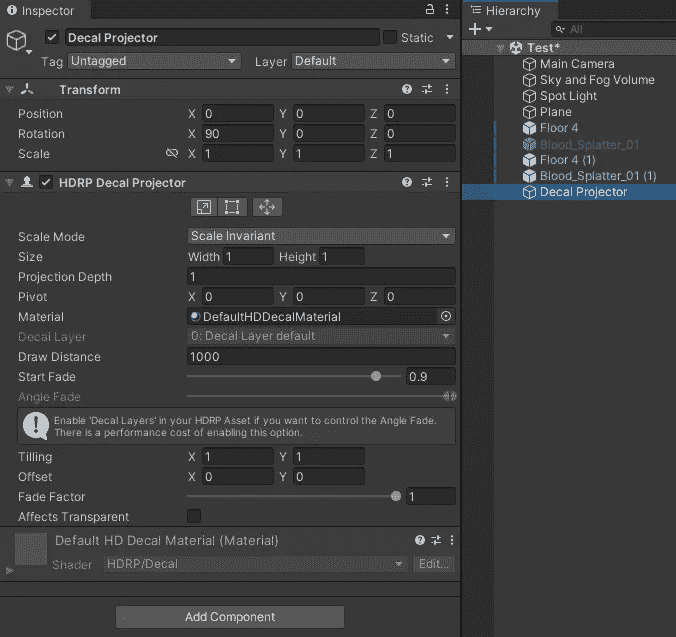 Inspector
Decal Projector
Static
Tag Untagged Layer Default
Transform
Position X 0 Y 0 Z 0
Rotation X 90 Y 0 Z 0
Scale X 1 Y 1 Z 1
HDRP Decal Projector
Scale Mode Scale Invariant
Size Width 1 Height 1
Projection Depth 1
Pivot X 0 Y 0 Z 0
Material DefaultHDDecalMaterial
Decal Layer 0: Decal Layer default
Draw Distance 1000
Start Fade 0.9
Angle Fade
Enable 'Decal Layers' in your HDRP Asset if you want to control the Angle Fade.
There is a performance cost of enabling this option.
Tilling X 1 Y 1
Offset X 0 Y 0
Fade Factor 1
Affects Transparent
Default HD Decal Material (Material)
Shader HDRP/Decal Edit...
Add Component
Hierarchy
All
Test*
Main Camera
Sky and Fog Volume
Spot Light
Plane
Floor 4
Blood_Splatter_01
Floor 4 (1)
Blood_Splatter_01 (1)
Decal Projector